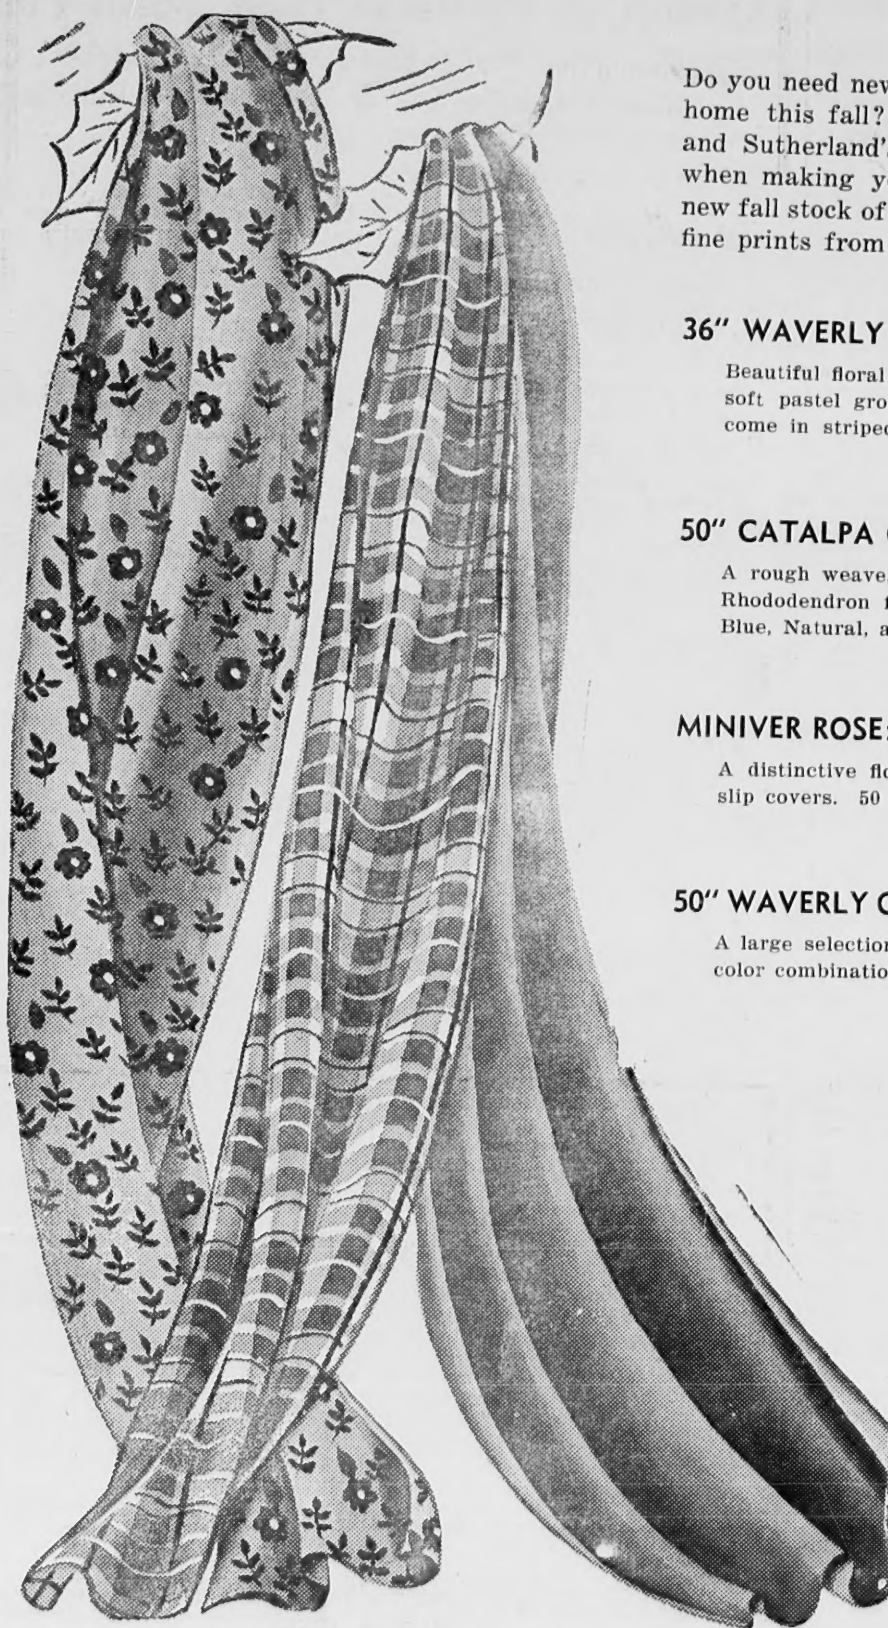 Do you need new
home this fall?
and Sutherland'
when making y
new fall stock of
fine prints from
36" WAVERLY
Beautiful floral
soft pastel gro
come in striped
50" CATALPA
A rough weave
Rhododendron f
Blue, Natural, a
MINIVER ROSE
A distinctive flo
slip covers. 50
50" WAVERLY C
A large selection
color combinatio